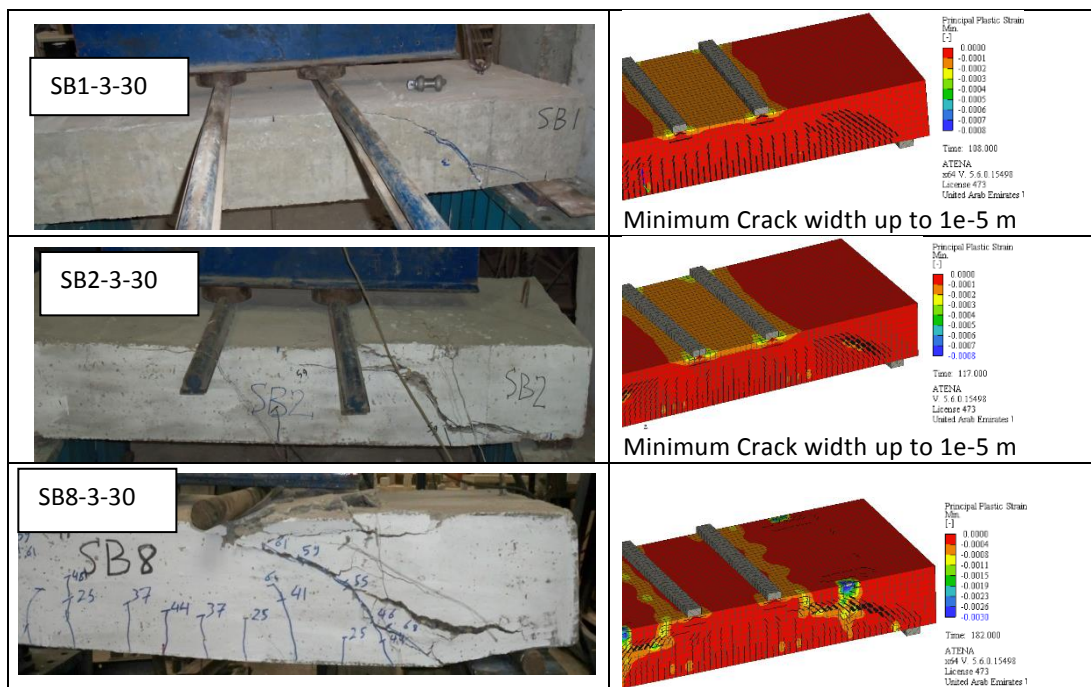 SB1-3-30
SB1
Principal Plastic Strain
Min.
[-]
0.0000
-0.0001
-0.0002
-0.0003
-0.0004
-0.0005
-0.0006
-0.0007
-0.0008
Time: 108.000
ATENA
x64 V. 5.6.0.15498
License 473
United Arab Emirates
Minimum Crack width up to 1e-5 m
SB2-3-30
SB2
SB2
Principal Plastic Strain
Min.
[-]
0.0000
-0.0001
-0.0002
-0.0003
-0.0004
-0.0005
-0.0006
-0.0007
-0.0008
Time: 117.000
ATENA
V. 5.6.0.15498
License 473
United Arab Emirates
Minimum Crack width up to 1e-5 m
SB8-3-30
SB8
61
59
61
55
25
37
44
37
25
41
46
68
25
44
Principal Plastic Strain
Min.
[-]
0.0000
-0.0004
-0.0008
-0.0011
-0.0015
-0.0019
-0.0023
-0.0026
-0.0030
Time: 182.000
ATENA
x64 V. 5.6.0.15498
License 473
United Arab Emirates